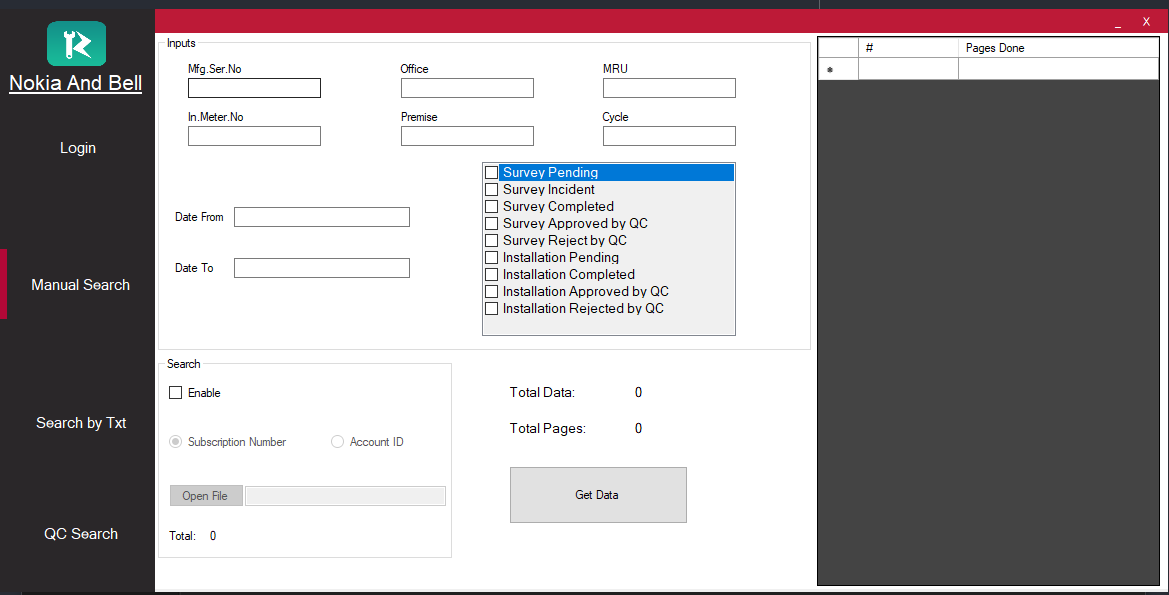 _ X
Nokia And Bell
Login
Manual Search
Search by Txt
QC Search
Inputs
Mfg.Ser.No Office MRU
In.Meter.No Premise Cycle
Date From
Date To
Survey Pending
Survey Incident
Survey Completed
Survey Approved by QC
Survey Reject by QC
Installation Pending
Installation Completed
Installation Approved by QC
Installation Rejected by QC
Search
Enable
Subscription Number Account ID
Open File
Total: 0
Total Data: 0
Total Pages: 0
Get Data
# Pages Done